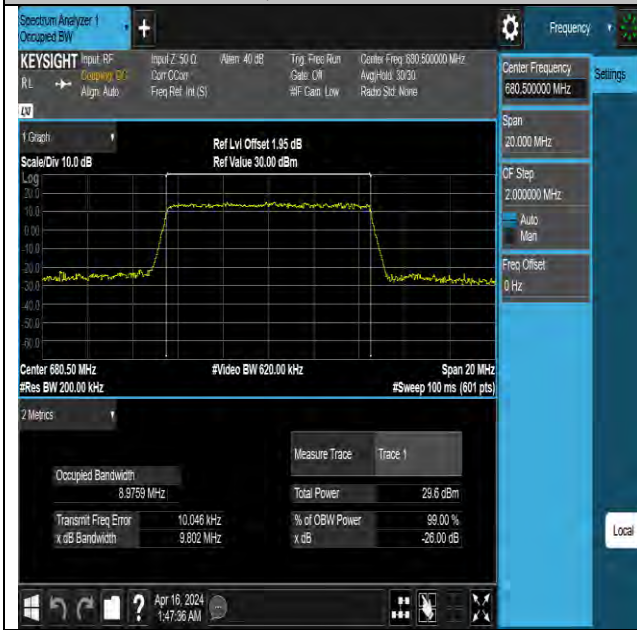 Spectrum Analyzer 1
Occupied BW
Frequency
KEYSIGHT
Input: RF
Coupling: DC
Align: Auto
RL
Input Z: 50 Ω
Corr CCorr
Freq Ref: Int (S)
Atten: 40 dB
Trig: Free Run
Gate: Off
#IF Gain: Low
Center Freq: 680.500000 MHz
Avg|Hold: 30/30
Radio Std: None
LXI
Center Frequency
680.500000 MHz
Settings
Span
20.000 MHz
CF Step
2.000000 MHz
Auto
Man
Freq Offset
0 Hz
Local
1 Graph
Scale/Div 10.0 dB
Ref Lvl Offset 1.95 dB
Ref Value 30.00 dBm
Log
20.0
10.0
0.00
-10.0
-20.0
-30.0
-40.0
-50.0
-60.0
Center 680.50 MHz
#Video BW 620.00 kHz
Span 20 MHz
#Res BW 200.00 kHz
#Sweep 100 ms (601 pts)
2 Metrics
Measure Trace
Trace 1
Occupied Bandwidth
8.9759 MHz
Total Power
29.6 dBm
Transmit Freq Error
10.046 kHz
% of OBW Power
99.00 %
x dB Bandwidth
9.802 MHz
x dB
-26.00 dB
?
Apr 16, 2024
1:47:36 AM